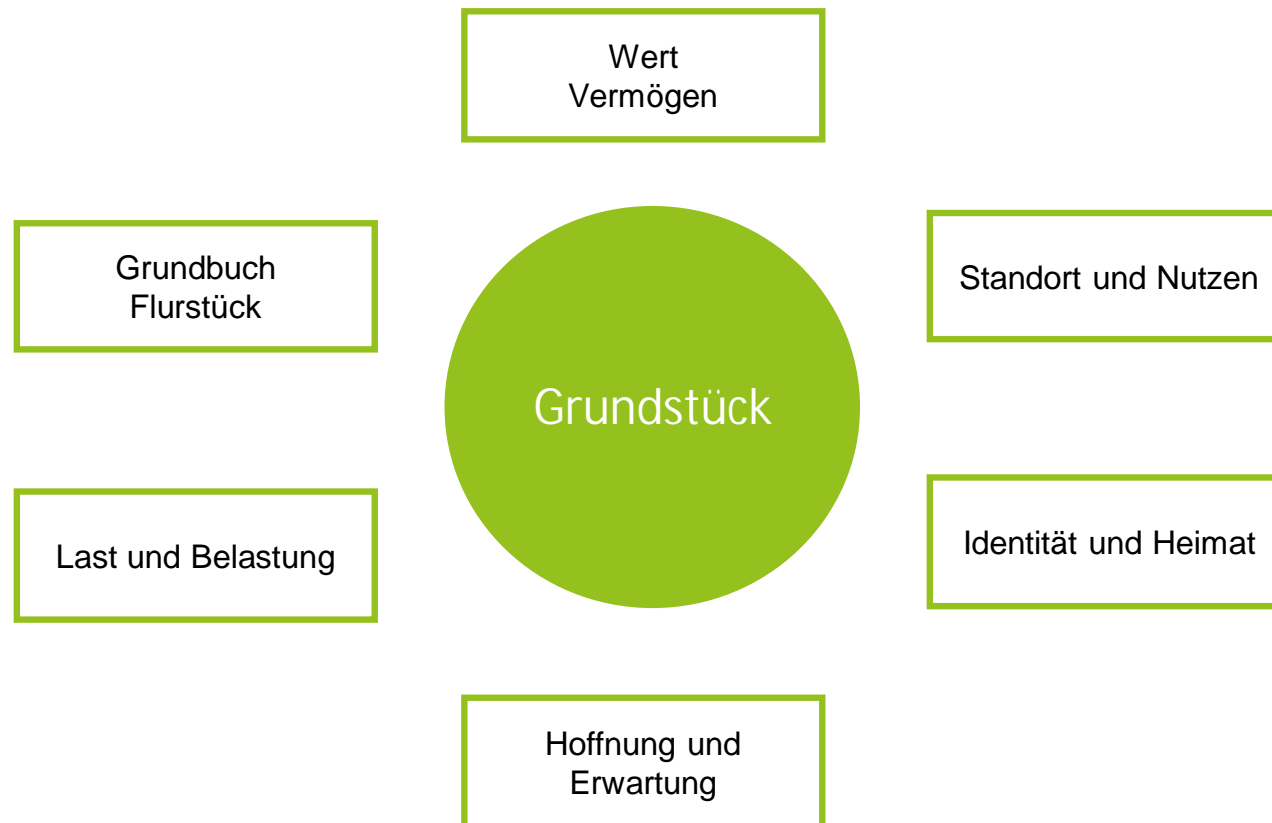 Wert
Vermögen
Grundbuch
Flurstück
Standort und Nutzen
Grundstück
Last und Belastung
Identität und Heimat
Hoffnung und
Erwartung